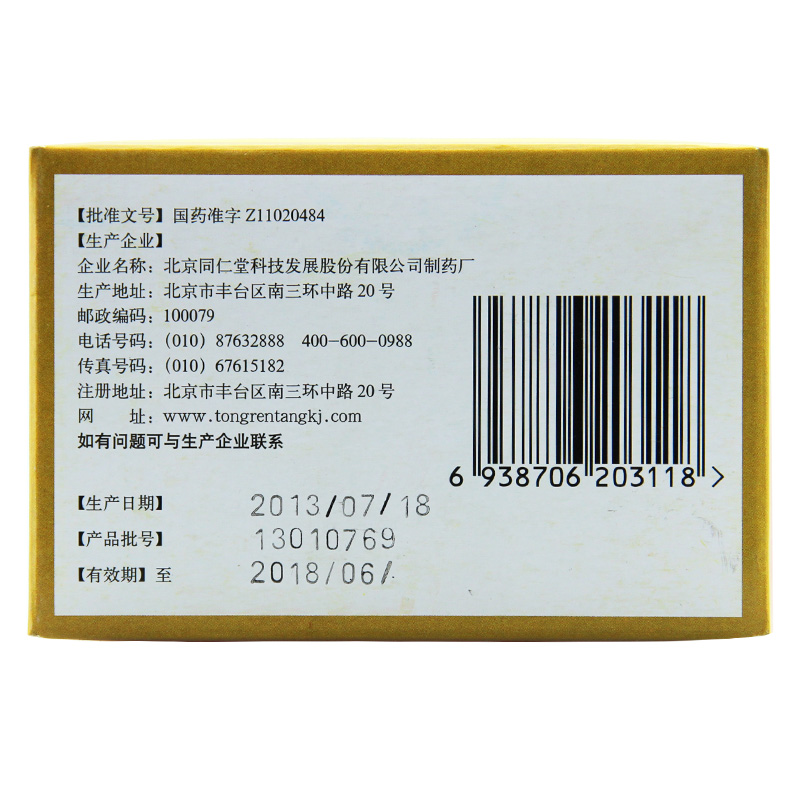 【批准文号】国药准字 Z11020484
【生产企业】
企业名称：北京同仁堂科技发展股份有限公司制药厂
生产地址：北京市丰台区南三环中路 20 号
邮政编码：100079
电话号码：（010）87632888  400-600-0988
传真号码：（010）67615182
注册地址：北京市丰台区南三环中路 20 号
网　　址：www.tongrentangkj.com
如有问题可与生产企业联系
6 938706 203118 >
【生产日期】 2013/07/18
【产品批号】 13010769
【有效期】至 2018/06/